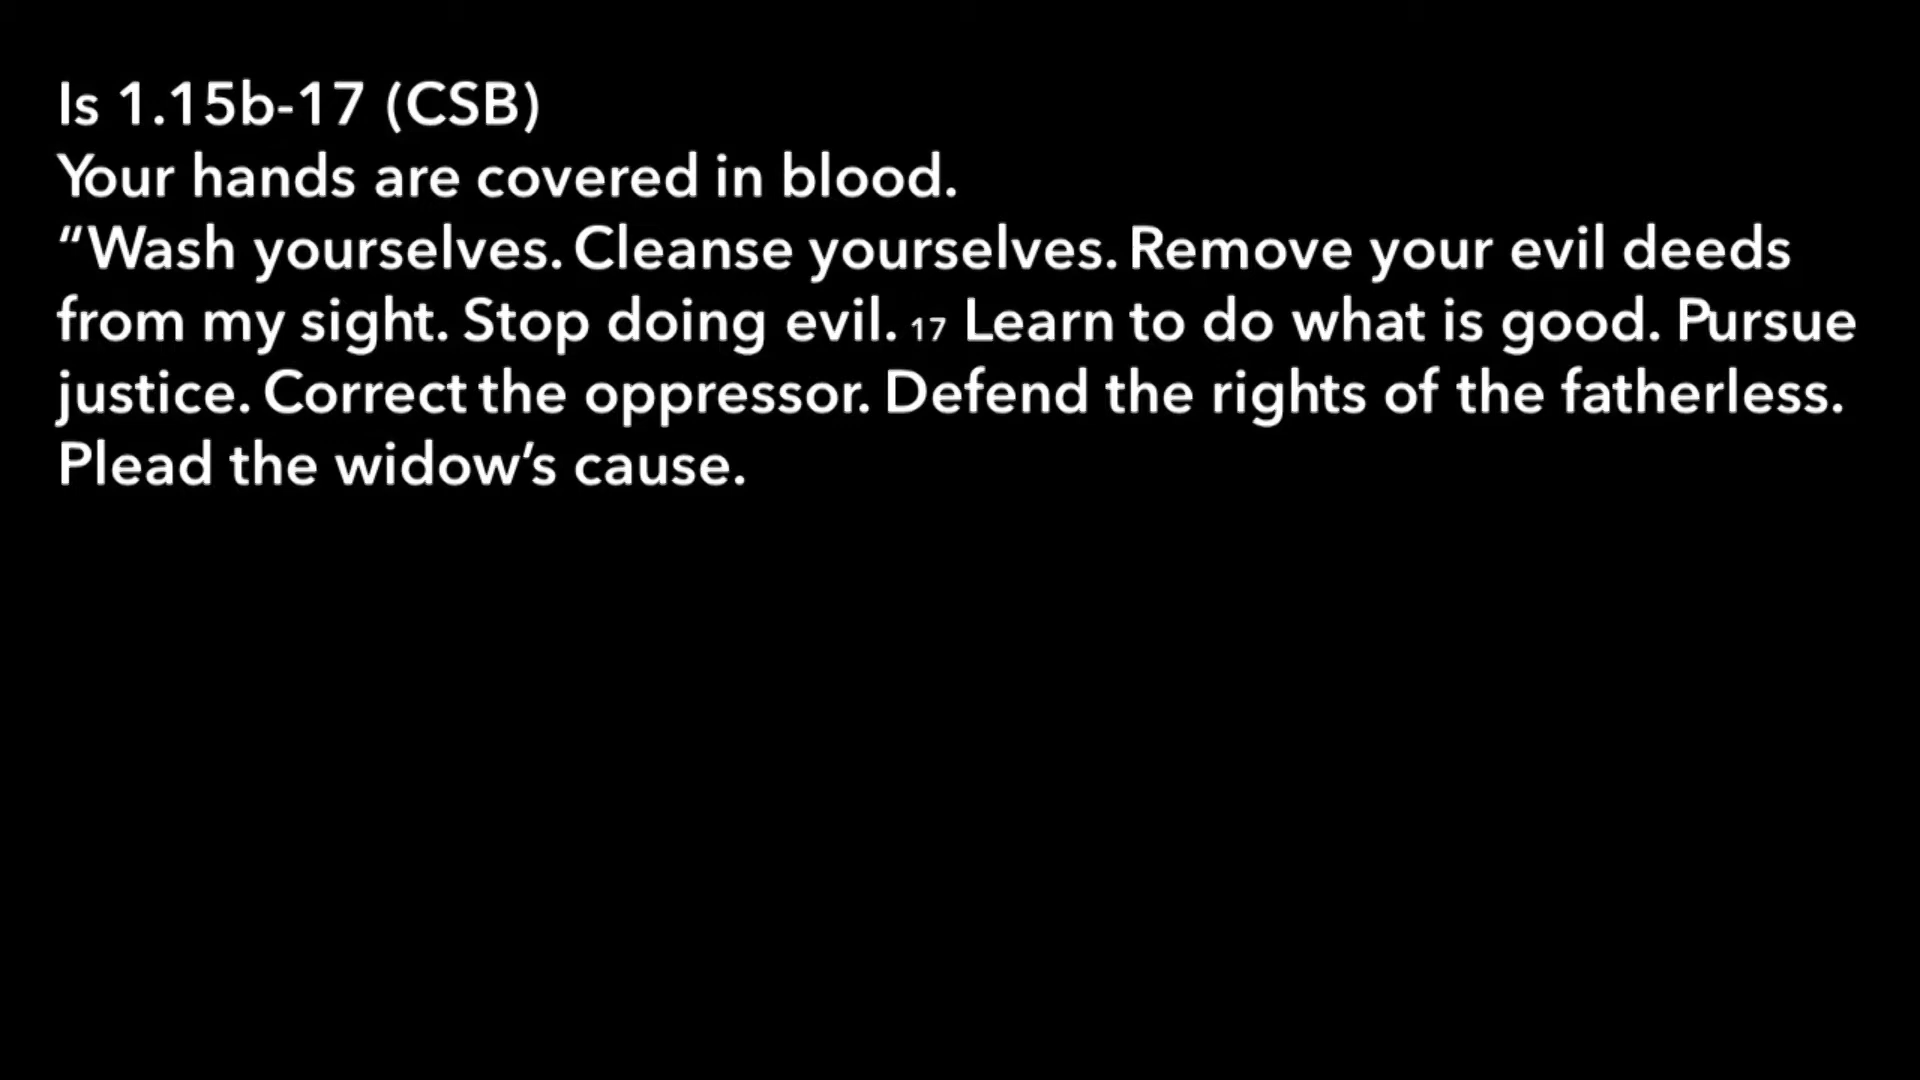 Is 1.15b-17 (CSB)
Your hands are covered in blood.
“Wash yourselves. Cleanse yourselves. Remove your evil deeds
from my sight. Stop doing evil. 17 Learn to do what is good. Pursue
justice. Correct the oppressor. Defend the rights of the fatherless.
Plead the widow’s cause.